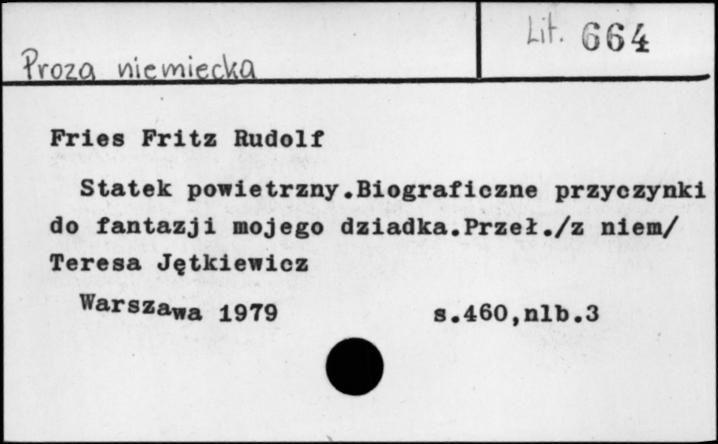 Lit. 664
Proza niemiecka
Fries Fritz Rudolf
Statek powietrzny.Biograficzne przyczynki
do fantazji mojego dziadka.Przeł./z niem/
Teresa Jętkiewicz
Warszawa 1979 s.460,nlb.3